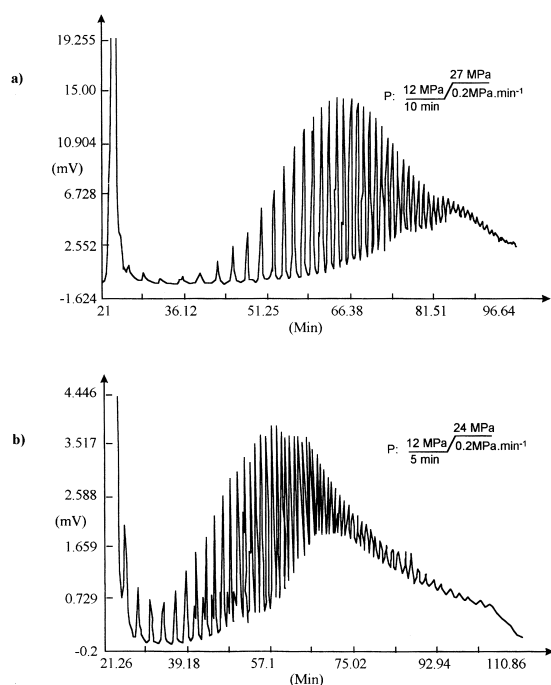 a)
19.255
15.00
10.904
(mV)
6.728
2.552
-1.624
21 36.12 51.25 66.38 81.51 96.64
(Min)
27 MPa
P: 12 MPa 0.2MPa.min-1
10 min
b)
4.446
3.517
2.588
(mV)
1.659
0.729
-0.2
21.26 39.18 57.1 75.02 92.94 110.86
(Min)
24 MPa
P: 12 MPa 0.2MPa.min-1
5 min